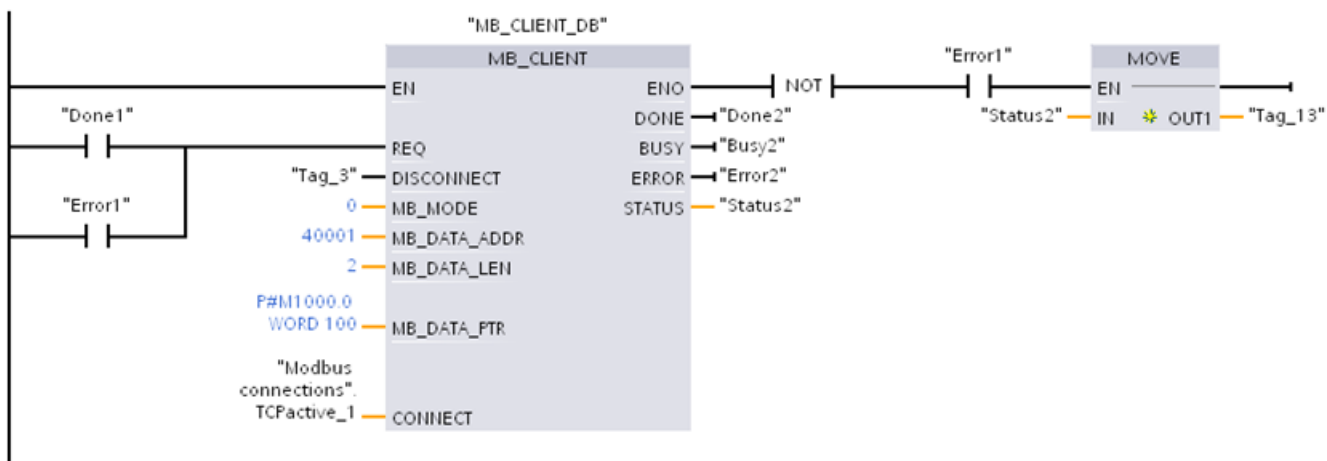 "MB_CLIENT_DB"
MB_CLIENT
"Error1"
MOVE
EN
ENO
NOT
EN
"Done1"
DONE
"Done2"
"Status2"
IN
OUT1
"Tag_13"
REQ
BUSY
"Busy2"
"Tag_3"
DISCONNECT
ERROR
"Error2"
"Error1"
0
MB_MODE
STATUS
"Status2"
40001
MB_DATA_ADDR
2
MB_DATA_LEN
P#M1000.0
WORD 100
MB_DATA_PTR
"Modbus
connections".
TCPactive_1
CONNECT